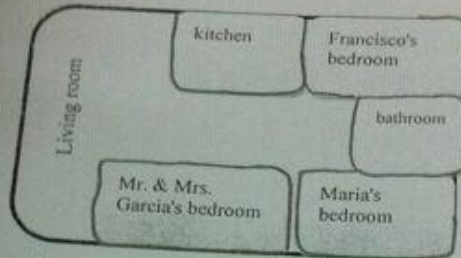 kitchen
Francisco's
bedroom
Living room
bathroom
Mr. & Mrs.
Garcia's bedroom
Maria's
bedroom